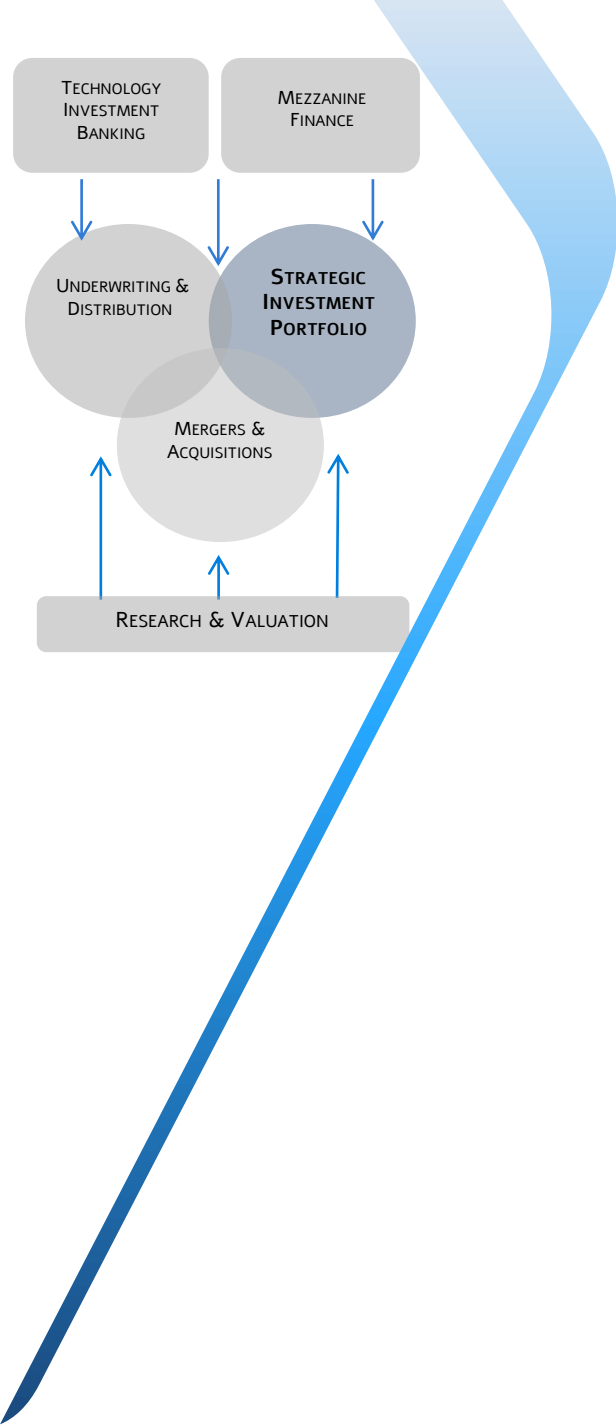 Technology
Investment
Banking
Mezzanine
Finance
Underwriting &
Distribution
Strategic
Investment
Portfolio
Mergers &
Acquisitions
Research & Valuation